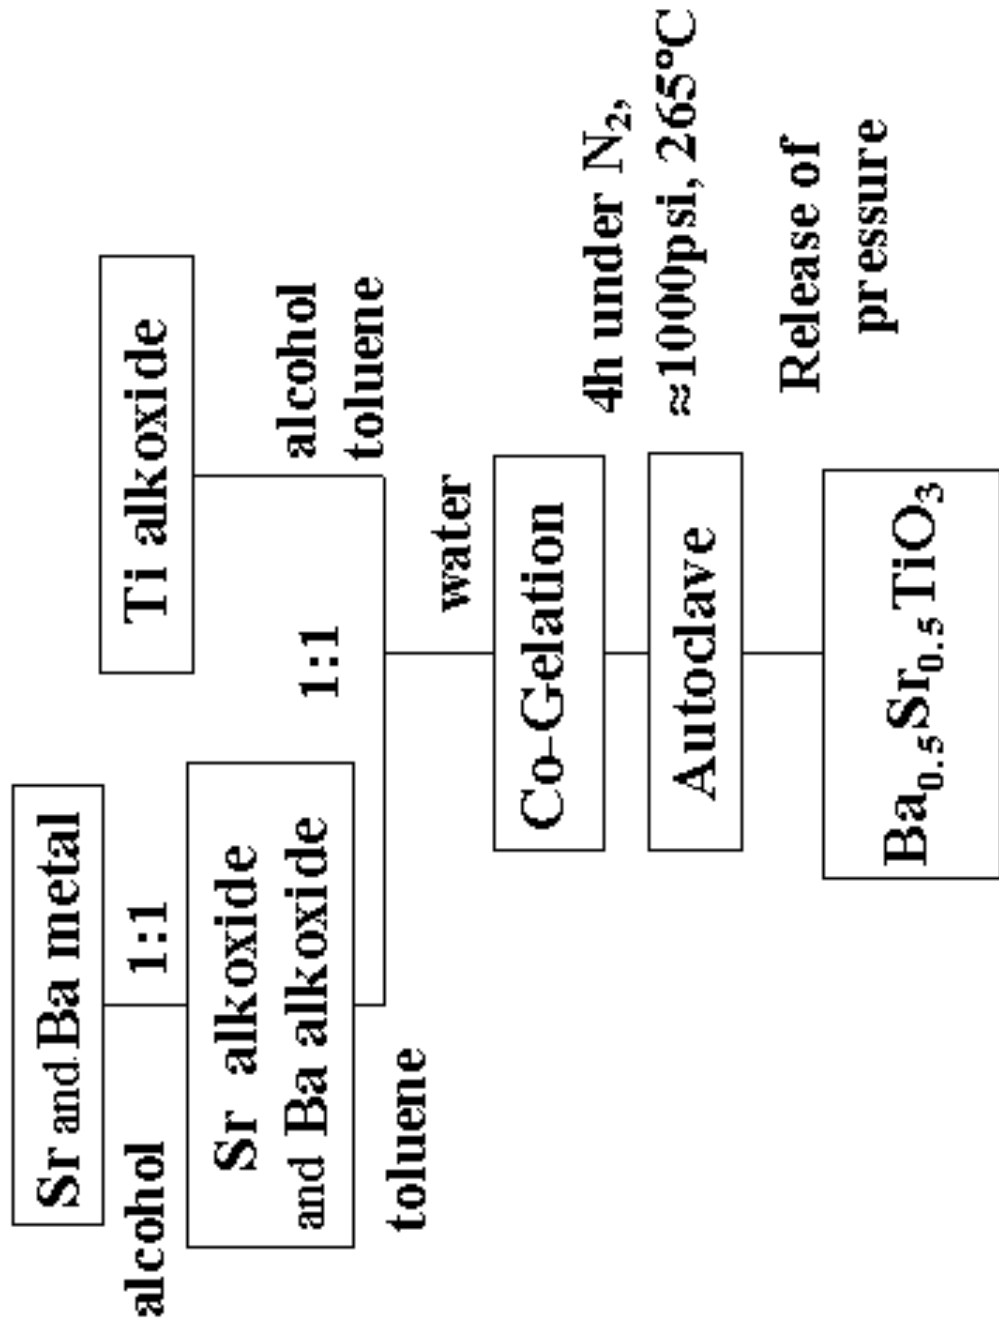 Sr and Ba metal
alcohol 1:1
Sr alkoxide
and Ba alkoxide
toluene
Ti alkoxide
alcohol
toluene
1:1
water
Co-Gelation
4h under N₂,
≈1000psi, 265°C
Autoclave
Release of
pressure
Ba₀.₅Sr₀.₅TiO₃